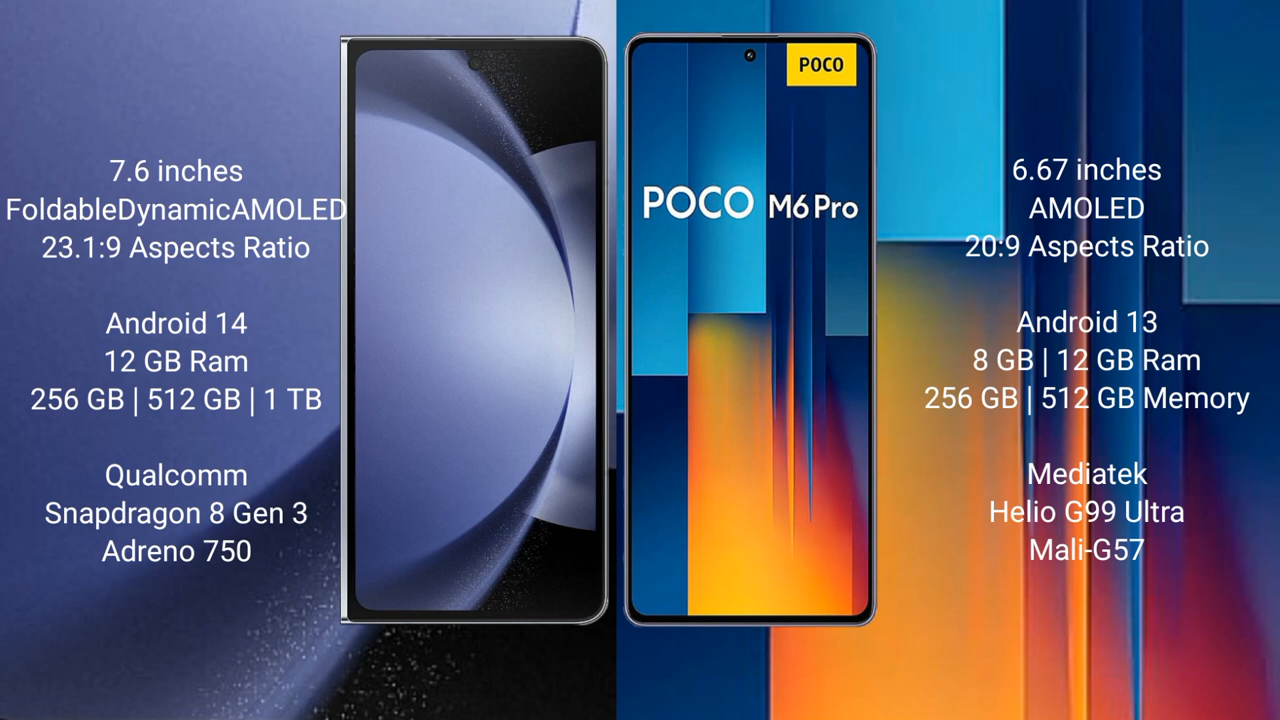 7.6 inches
FoldableDynamicAMOLED
23.1:9 Aspects Ratio
Android 14
12 GB Ram
256 GB | 512 GB | 1 TB
Qualcomm
Snapdragon 8 Gen 3
Adreno 750
POCO
POCO M6 Pro
6.67 inches
AMOLED
20:9 Aspects Ratio
Android 13
8 GB | 12 GB Ram
256 GB | 512 GB Memory
Mediatek
Helio G99 Ultra
Mali-G57